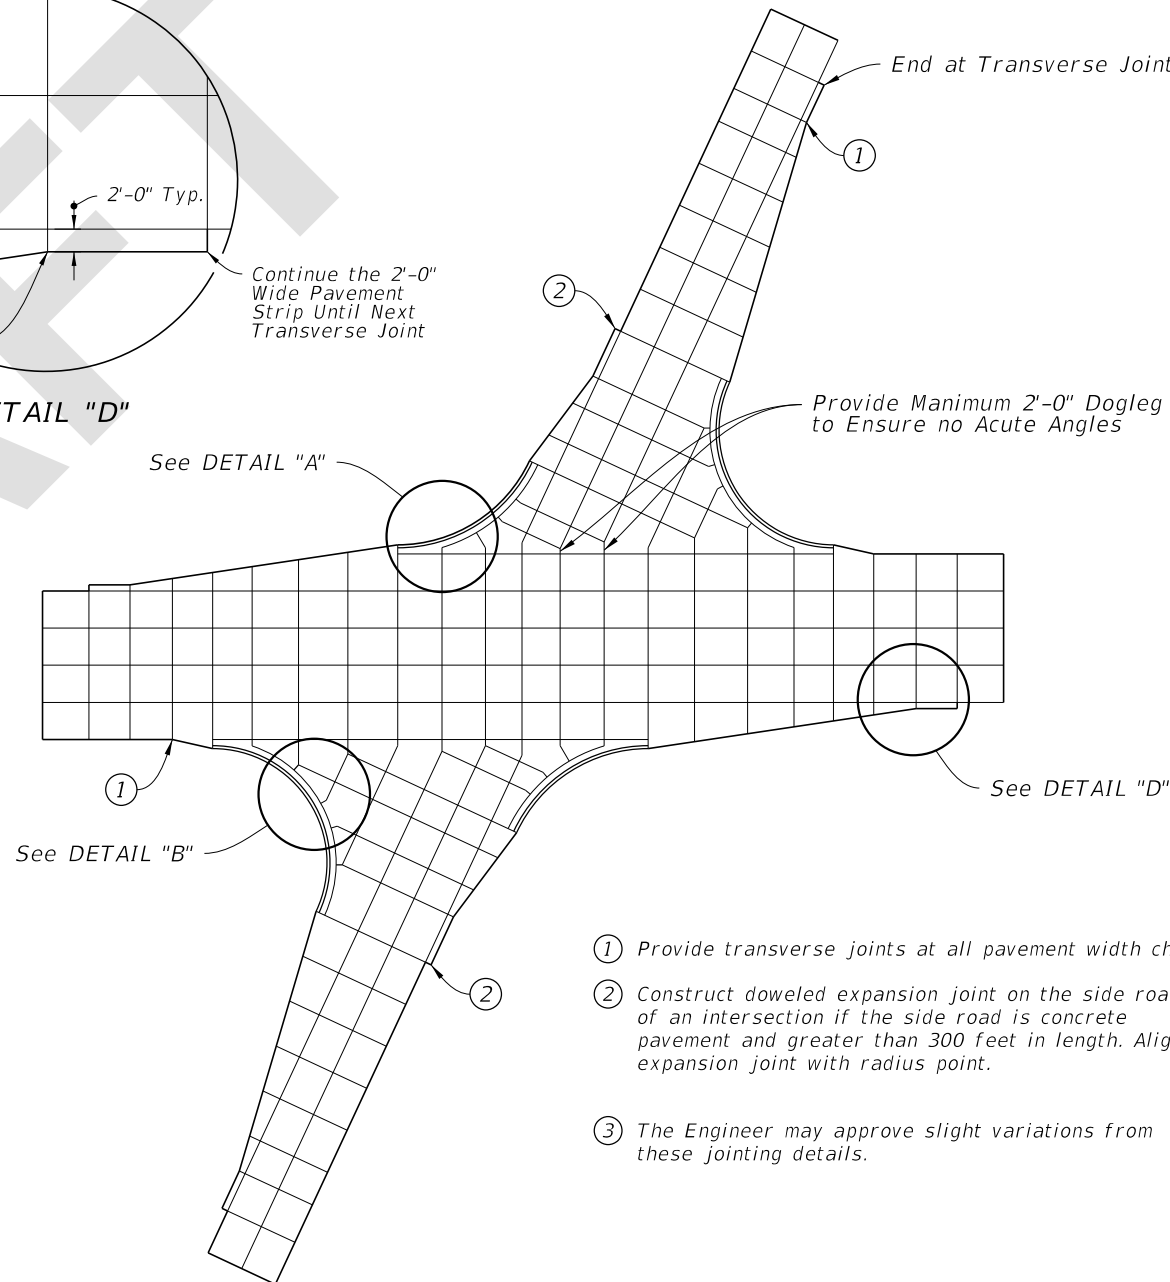 End at Transverse Joint
1
2'-0" Typ.
Continue the 2'-0"
Wide Pavement
Strip Until Next
Transverse Joint
2
TAIL "D"
Provide Manimum 2'-0" Dogleg
to Ensure no Acute Angles
See DETAIL "A"
1
See DETAIL "D"
See DETAIL "B"
2
1 Provide transverse joints at all pavement width ch
2 Construct doweled expansion joint on the side roa
of an intersection if the side road is concrete
pavement and greater than 300 feet in length. Alig
expansion joint with radius point.
3 The Engineer may approve slight variations from
these jointing details.